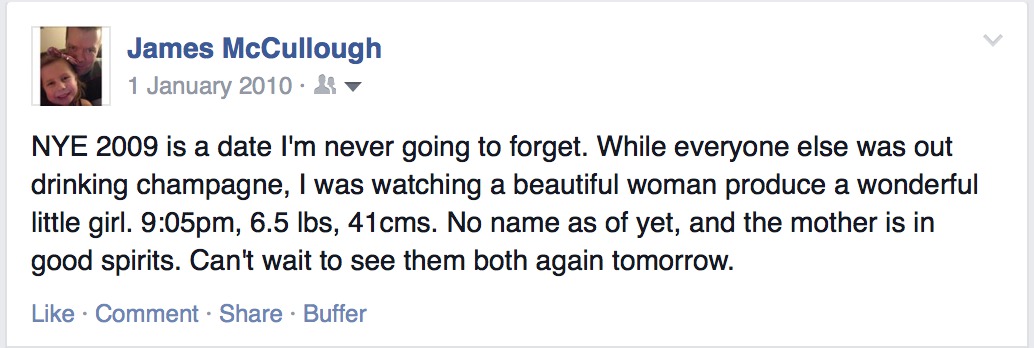 James McCullough
1 January 2010 ·
NYE 2009 is a date I'm never going to forget. While everyone else was out
drinking champagne, I was watching a beautiful woman produce a wonderful
little girl. 9:05pm, 6.5 lbs, 41cms. No name as of yet, and the mother is in
good spirits. Can't wait to see them both again tomorrow.
Like · Comment · Share · Buffer